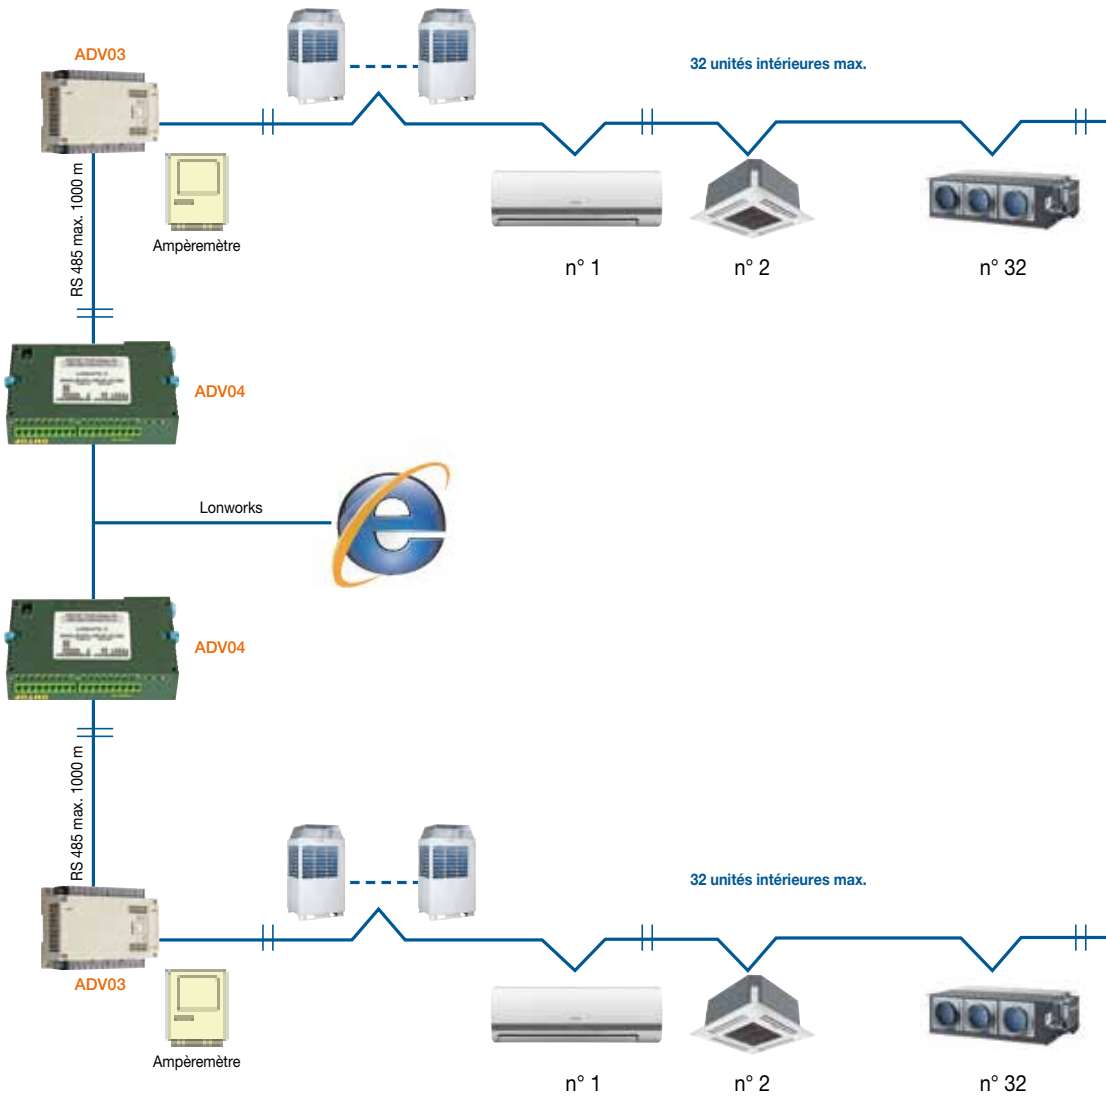 ADV03
32 unités intérieures max.
RS 485 max. 1000 m
Ampèremètre
n° 1
n° 2
n° 32
ADV04
Lonworks
ADV04
RS 485 max. 1000 m
32 unités intérieures max.
ADV03
Ampèremètre
n° 1
n° 2
n° 32